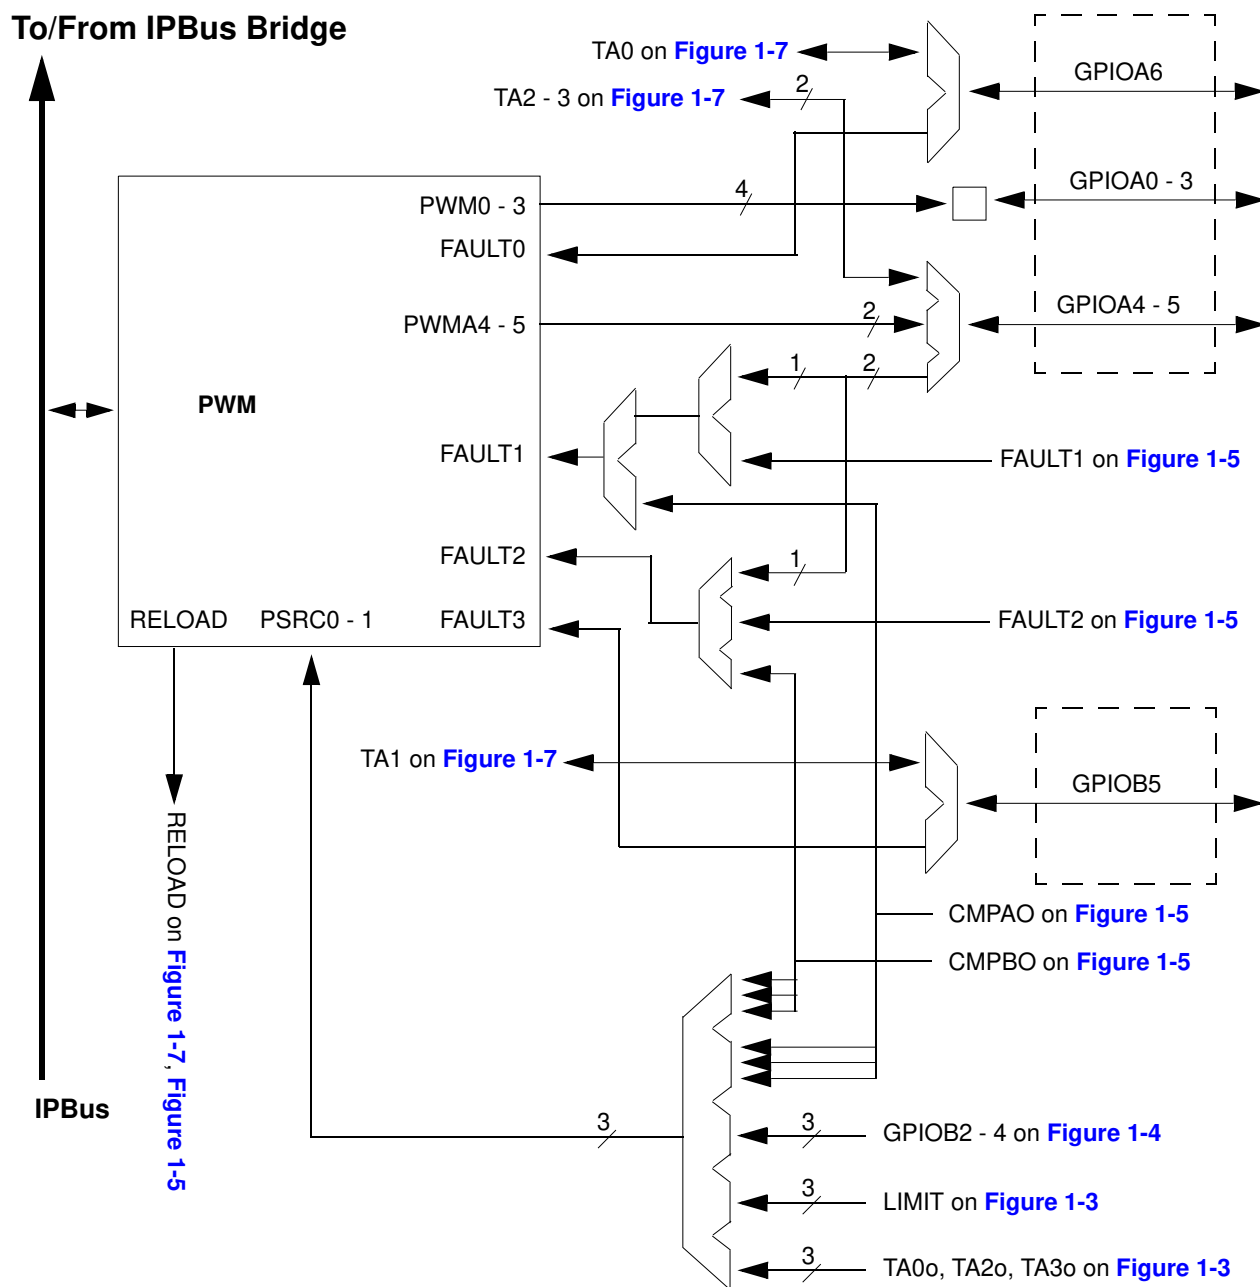 To/From IPBus Bridge
TA0 on Figure 1-7
GPIOA6
2
TA2 - 3 on Figure 1-7
GPIOA0 - 3
4
PWM0 - 3
FAULT0
GPIOA4 - 5
2
PWMA4 - 5
1
2
PWM
FAULT1
FAULT1 on Figure 1-5
FAULT2
1
RELOAD
PSRC0 - 1
FAULT3
FAULT2 on Figure 1-5
TA1 on Figure 1-7
GPIOB5
RELOAD on Figure 1-7, Figure 1-5
CMPAO on Figure 1-5
CMPBO on Figure 1-5
IPBus
3
3
GPIOB2 - 4 on Figure 1-4
3
LIMIT on Figure 1-3
3
TA0o, TA2o, TA3o on Figure 1-3